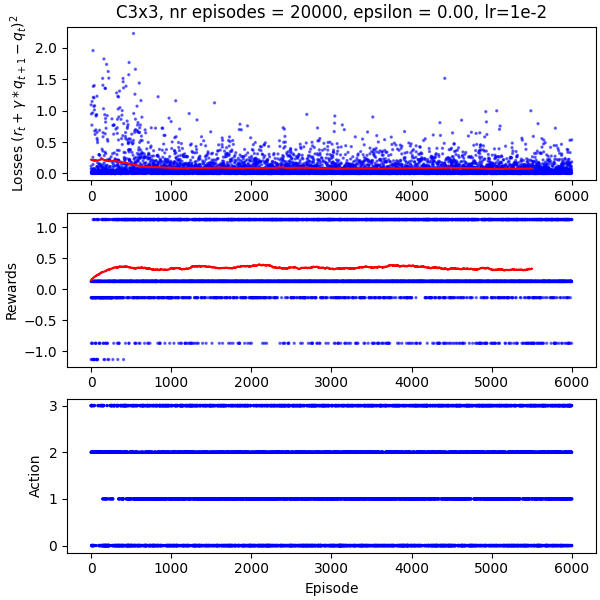 C3x3, nr episodes = 20000, epsilon = 0.00, lr=1e-2
Losses $(r_t + \gamma * q_{t+1} - q_t)^2$
2.0
1.5
1.0
0.5
0.0
0 1000 2000 3000 4000 5000 6000
Rewards
1.0
0.5
0.0
−0.5
−1.0
0 1000 2000 3000 4000 5000 6000
Action
3
2
1
0
0 1000 2000 3000 4000 5000 6000
Episode